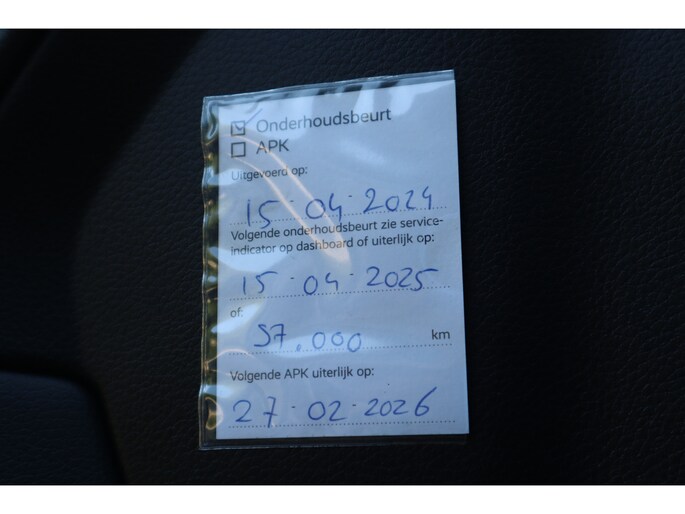 Onderhoudsbeurt
APK
Uitgevoerd op:
15-04-2024
Volgende onderhoudsbeurt zie service-
indicator op dashboard of uiterlijk op:
15-04-2025
of:
57.000 km
Volgende APK uiterlijk op:
27-02-2026